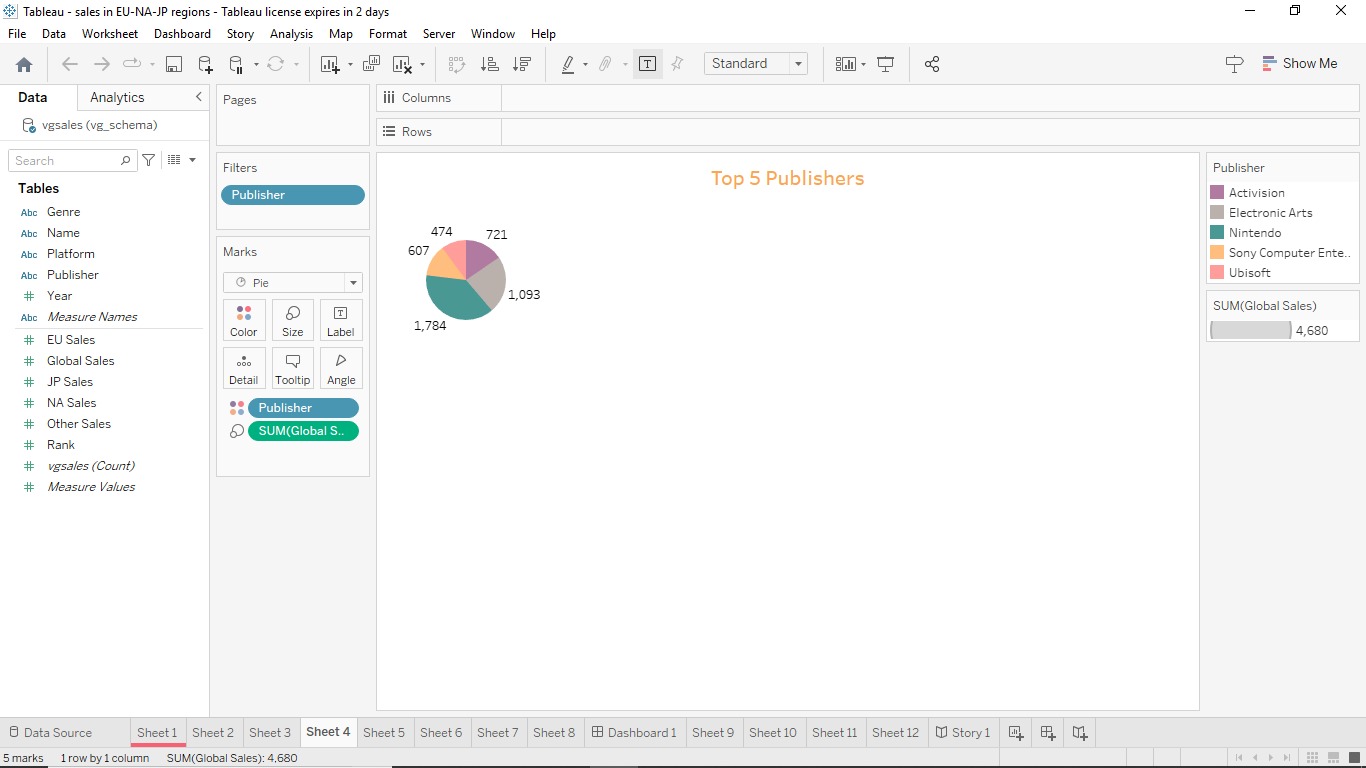 Tableau - sales in EU-NA-JP regions - Tableau license expires in 2 days
File Data Worksheet Dashboard Story Analysis Map Format Server Window Help
Standard
Show Me
Data Analytics
vgsales (vg_schema)
Search
Tables
Abc Genre
Abc Name
Abc Platform
Abc Publisher
# Year
Abc Measure Names
# EU Sales
# Global Sales
# JP Sales
# NA Sales
# Other Sales
# Rank
# vgsales (Count)
# Measure Values
Pages
Filters
Publisher
Marks
Pie
Color Size Label
Detail Tooltip Angle
Publisher
SUM(Global S..
Columns
Rows
Top 5 Publishers
474
721
607
1,093
1,784
Publisher
Activision
Electronic Arts
Nintendo
Sony Computer Ente..
Ubisoft
SUM(Global Sales)
4,680
Data Source Sheet 1 Sheet 2 Sheet 3 Sheet 4 Sheet 5 Sheet 6 Sheet 7 Sheet 8 Dashboard 1 Sheet 9 Sheet 10 Sheet 11 Sheet 12 Story 1
5 marks 1 row by 1 column SUM(Global Sales): 4,680